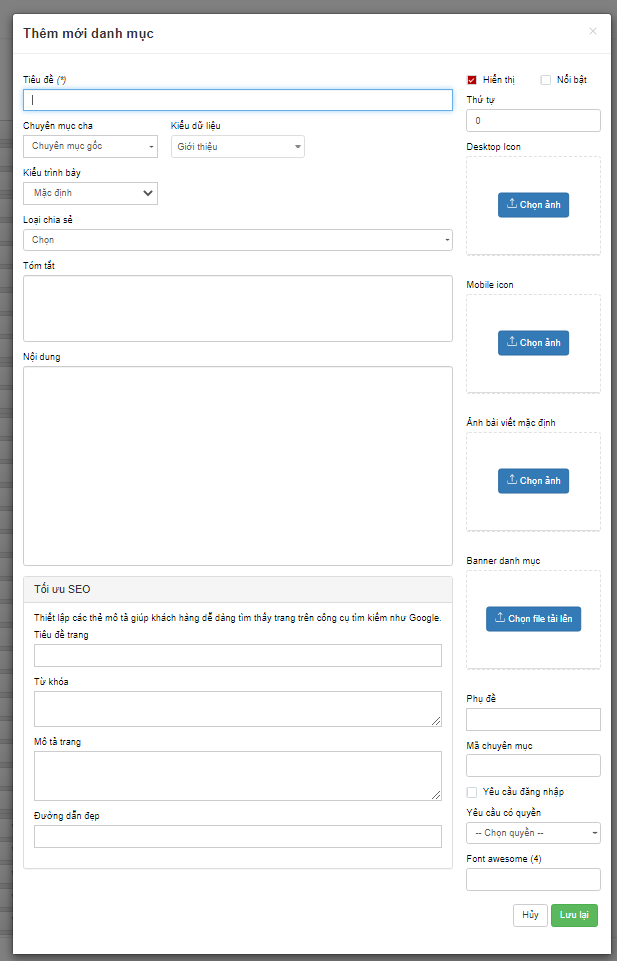 Thêm mới danh mục
×
Tiêu đề (*)
Chuyên mục cha
Kiểu dữ liệu
Chuyên mục gốc
Giới thiệu
Kiểu trình bày
Mặc định
Loại chia sẻ
Chọn
Tóm tắt
Nội dung
Tối ưu SEO
Thiết lập các thẻ mô tả giúp khách hàng dễ dàng tìm thấy trang trên công cụ tìm kiếm như Google.
Tiêu đề trang
Từ khóa
Mô tả trang
Đường dẫn đẹp
Hiển thị
Nổi bật
Thứ tự
0
Desktop Icon
Chọn ảnh
Mobile icon
Chọn ảnh
Ảnh bài viết mặc định
Chọn ảnh
Banner danh mục
Chọn file tải lên
Phụ đề
Mã chuyên mục
Yêu cầu đăng nhập
Yêu cầu có quyền
-- Chọn quyền --
Font awesome (4)
Hủy
Lưu lại